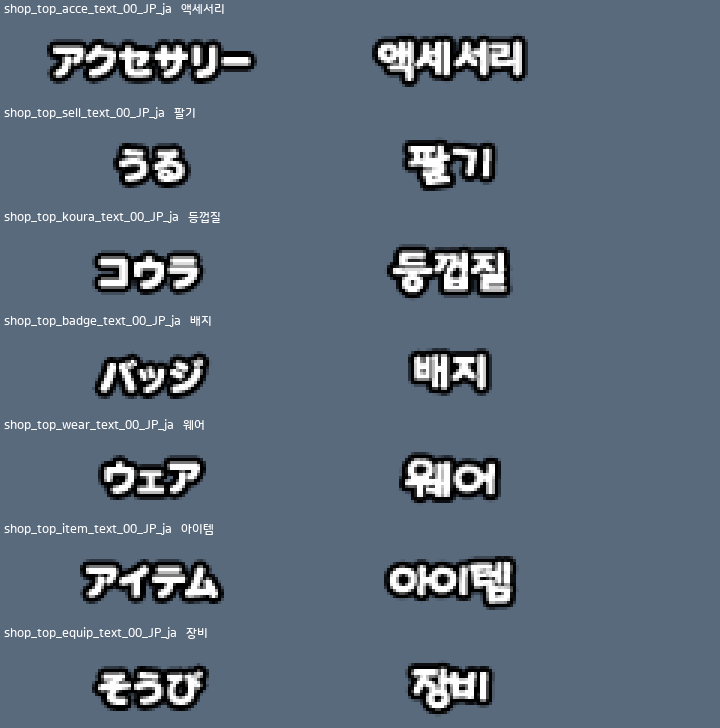 shop_top_acce_text_00_JP_ja 액세서리
アクセサリー 액세서리
shop_top_sell_text_00_JP_ja 팔기
うる 팔기
shop_top_koura_text_00_JP_ja 등껍질
コウラ 등껍질
shop_top_badge_text_00_JP_ja 배지
バッジ 배지
shop_top_wear_text_00_JP_ja 웨어
ウェア 웨어
shop_top_item_text_00_JP_ja 아이템
アイテム 아이템
shop_top_equip_text_00_JP_ja 장비
そうび 장비